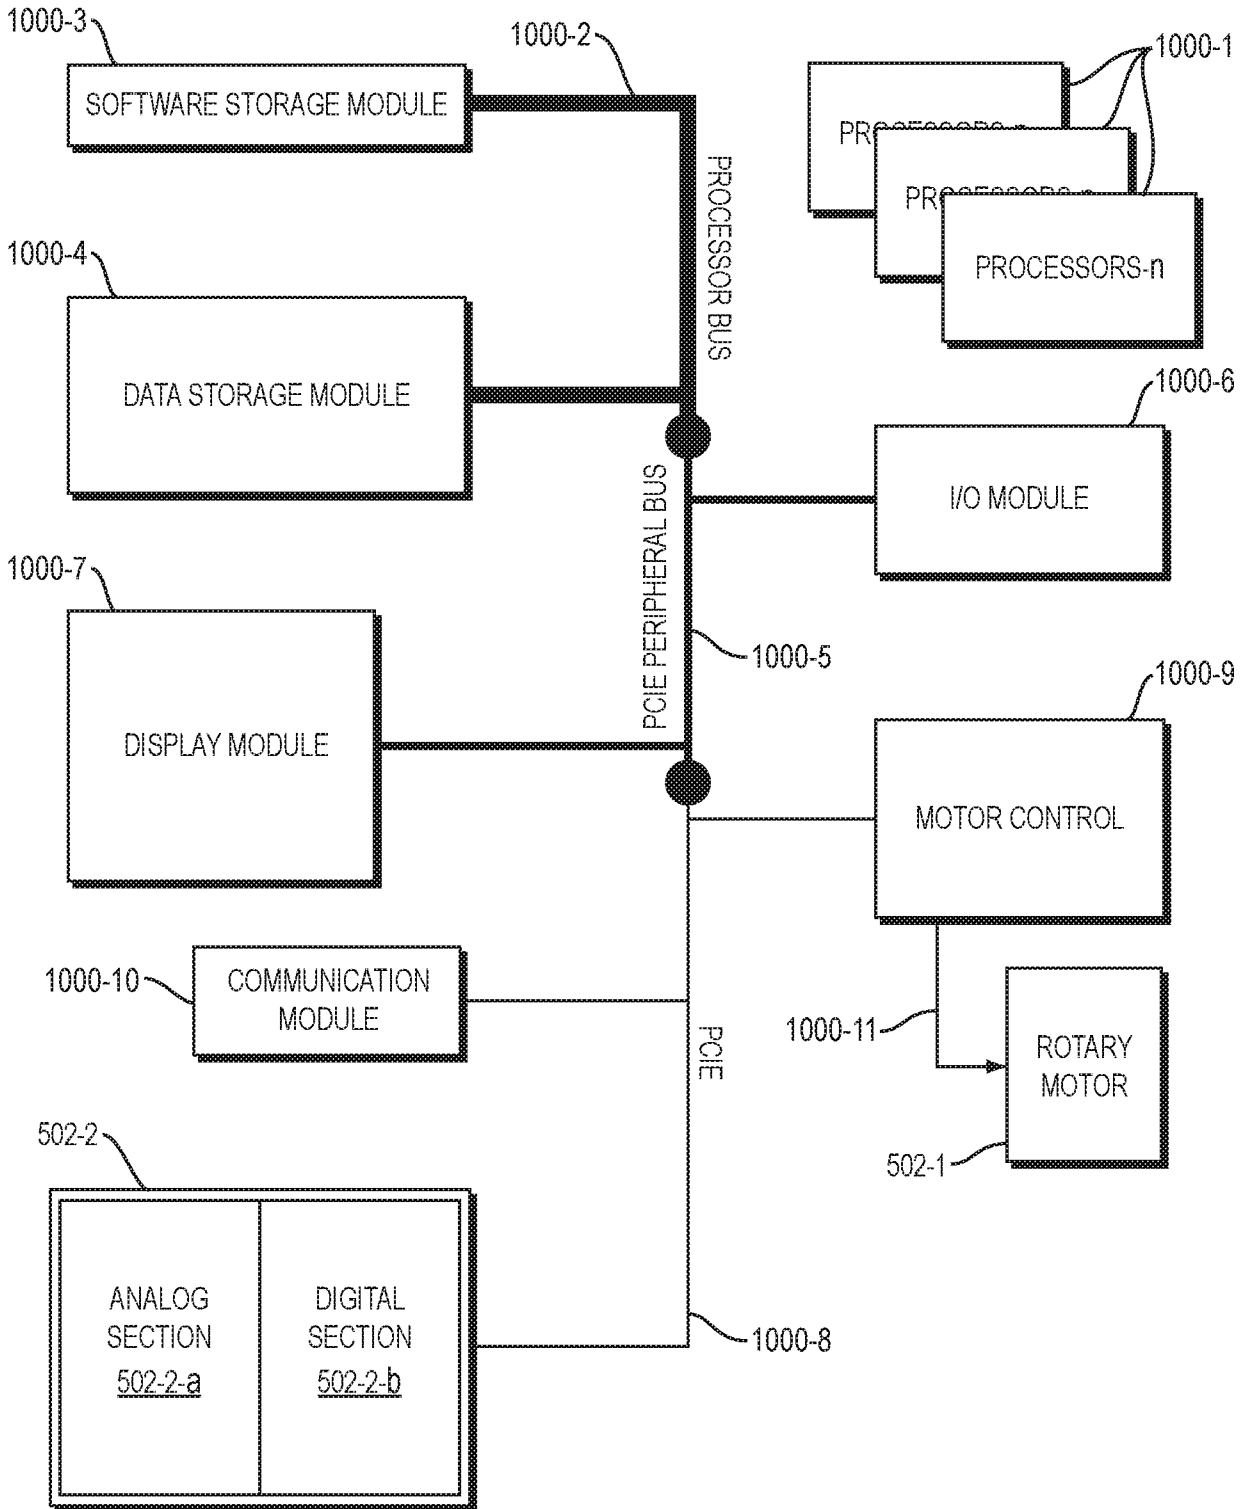 1000-3
SOFTWARE STORAGE MODULE
1000-2
PROCESSOR BUS
1000-1
PROCESSORS-n
PROCESSORS-n
PROCESSORS-n
1000-4
DATA STORAGE MODULE
1000-6
I/O MODULE
PCIE PERIPHERAL BUS
1000-5
1000-7
DISPLAY MODULE
1000-9
MOTOR CONTROL
1000-10
COMMUNICATION
MODULE
PCIE
1000-11
ROTARY
MOTOR
502-1
502-2
ANALOG
SECTION
502-2-a
DIGITAL
SECTION
502-2-b
1000-8